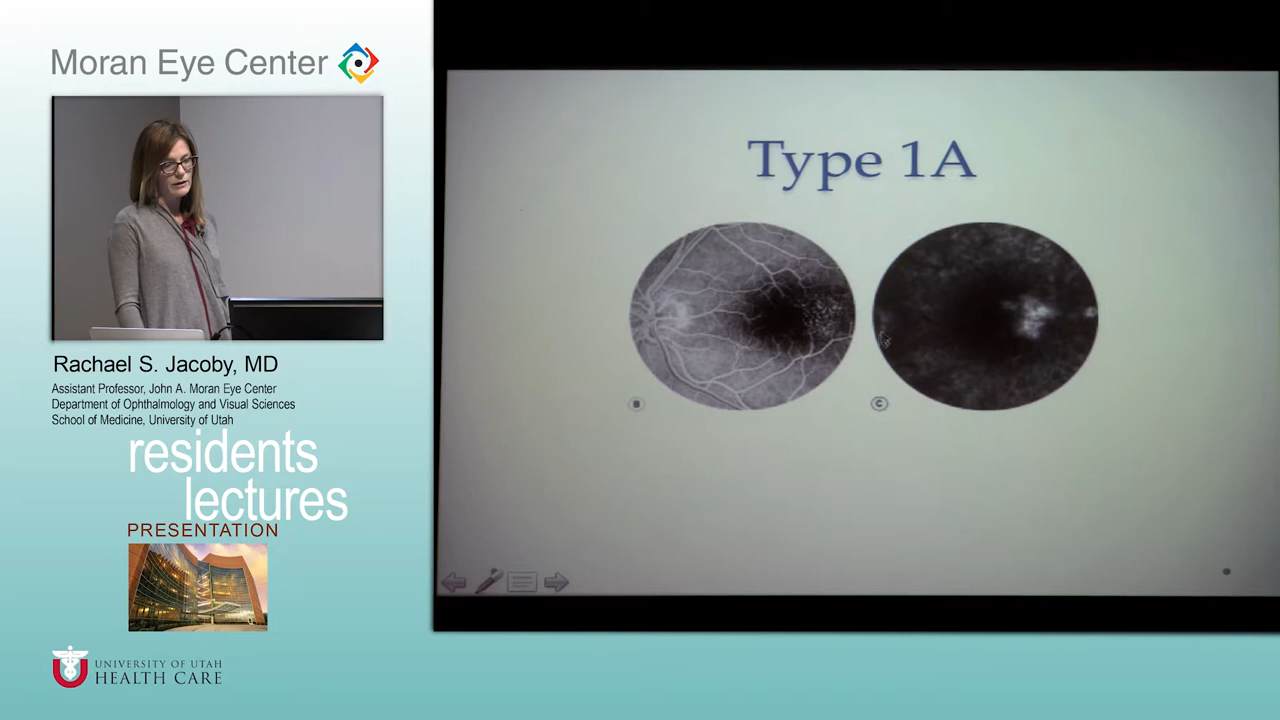 Moran Eye Center
Rachael S. Jacoby, MD
Assistant Professor, John A. Moran Eye Center
Department of Ophthalmology and Visual Sciences
School of Medicine, University of Utah
residents
lectures
PRESENTATION
UNIVERSITY OF UTAH
HEALTH CARE
Type 1A
B
C